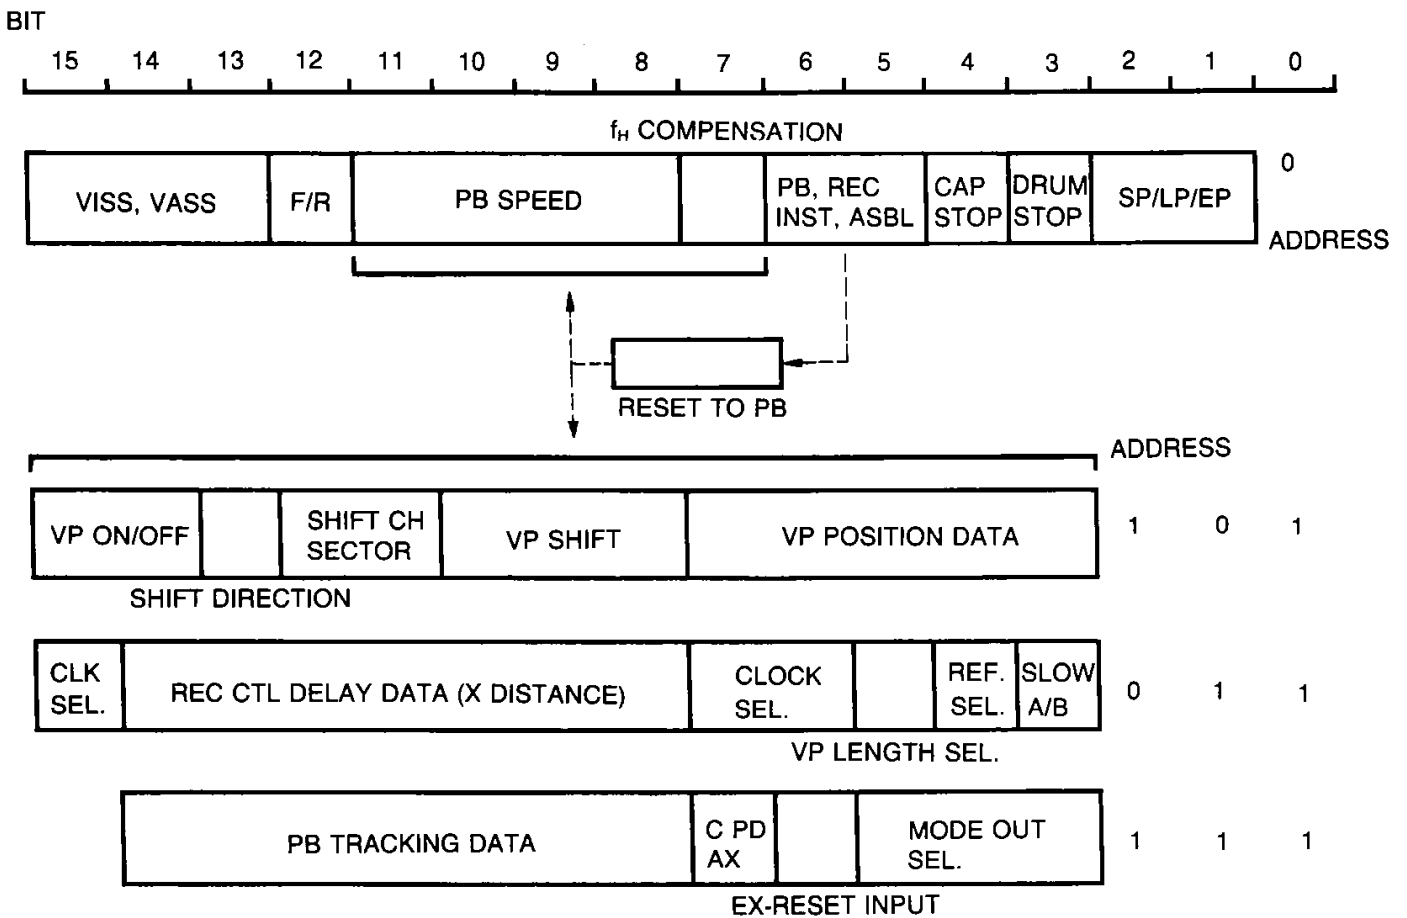 BIT
15 14 13 12 11 10 9 8 7 6 5 4 3 2 1 0
fH COMPENSATION
VISS, VASS F/R PB SPEED PB, REC INST, ASBL CAP STOP DRUM STOP SP/LP/EP 0
ADDRESS
RESET TO PB
ADDRESS
VP ON/OFF SHIFT CH SECTOR VP SHIFT VP POSITION DATA 1 0 1
SHIFT DIRECTION
CLK SEL. REC CTL DELAY DATA (X DISTANCE) CLOCK SEL. REF. SEL. SLOW A/B 0 1 1
VP LENGTH SEL.
PB TRACKING DATA C PD AX MODE OUT SEL. 1 1 1
EX-RESET INPUT